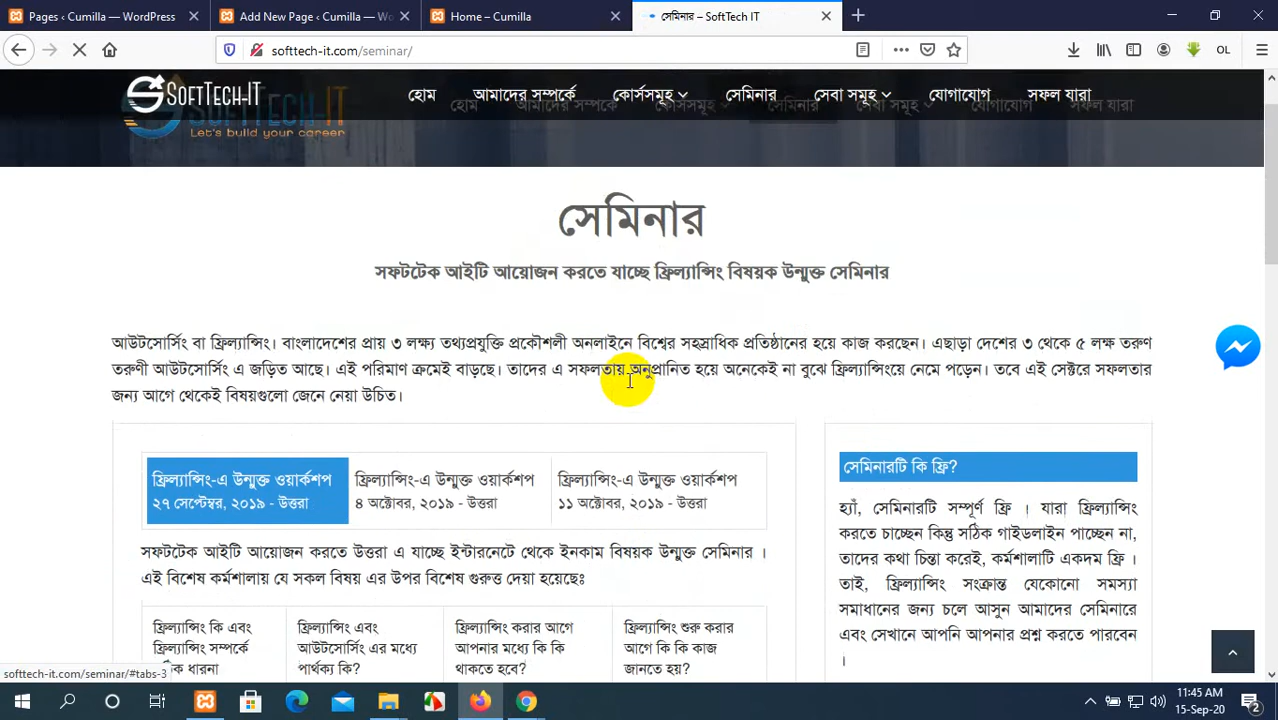 Pages ‹ Cumilla — WordPress
Add New Page ‹ Cumilla — Wo
Home – Cumilla
সেমিনার – SoftTech IT
softtech-it.com/seminar/
OL
SOFTTECH-IT
Let's build your career
হোম আমাদের সম্পর্কে কোর্সসমূহ সেমিনার সেবা সমূহ যোগাযোগ সফল যারা
সেমিনার
সফটটেক আইটি আয়োজন করতে যাচ্ছে ফ্রিল্যান্সিং বিষয়ক উন্মুক্ত সেমিনার
আউটসোর্সিং বা ফ্রিল্যান্সিং। বাংলাদেশের প্রায় ৩ লক্ষ্য তথ্যপ্রযুক্তি প্রকৌশলী অনলাইনে বিশ্বের সহস্রাধিক প্রতিষ্ঠানের হয়ে কাজ করছেন। এছাড়া দেশের ৩ থেকে ৫ লক্ষ তরুণ
তরুণী আউটসোর্সিং এ জড়িত আছে। এই পরিমাণ ক্রমেই বাড়ছে। তাদের এ সফলতায় অনুপ্রানিত হয়ে অনেকেই না বুঝে ফ্রিল্যান্সিংয়ে নেমে পড়েন। তবে এই সেক্টরে সফলতার
জন্য আগে থেকেই বিষয়গুলো জেনে নেয়া উচিত।
ফ্রিল্যান্সিং-এ উন্মুক্ত ওয়ার্কশপ
২৭ সেপ্টেম্বর, ২০১৯ - উত্তরা
ফ্রিল্যান্সিং-এ উন্মুক্ত ওয়ার্কশপ
৪ অক্টোবর, ২০১৯ - উত্তরা
ফ্রিল্যান্সিং-এ উন্মুক্ত ওয়ার্কশপ
১১ অক্টোবর, ২০১৯ - উত্তরা
সফটটেক আইটি আয়োজন করতে উত্তরা এ যাচ্ছে ইন্টারনেটে থেকে ইনকাম বিষয়ক উন্মুক্ত সেমিনার ।
এই বিশেষ কর্মশালায় যে সকল বিষয় এর উপর বিশেষ গুরুত্ত দেয়া হয়েছেঃ
ফ্রিল্যান্সিং কি এবং
ফ্রিল্যান্সিং সম্পর্কে
ধারনা
ফ্রিল্যান্সিং এবং
আউটসোর্সিং এর মধ্যে
পার্থক্য কি?
ফ্রিল্যান্সিং করার আগে
আপনার মধ্যে কি কি
থাকতে হবে?
ফ্রিল্যান্সিং শুরু করার
আগে কি কি কাজ
জানতে হয়?
সেমিনারটি কি ফ্রি?
হ্যাঁ, সেমিনারটি সম্পূর্ণ ফ্রি । যারা ফ্রিল্যান্সিং
করতে চাচ্ছেন কিন্তু সঠিক গাইডলাইন পাচ্ছেন না,
তাদের কথা চিন্তা করেই, কর্মশালাটি একদম ফ্রি ।
তাই, ফ্রিল্যান্সিং সংক্রান্ত যেকোনো সমস্যা
সমাধানের জন্য চলে আসুন আমাদের সেমিনারে
এবং সেখানে আপনি আপনার প্রশ্ন করতে পারবেন
।
softtech-it.com/seminar/#tabs-3
11:45 AM
15-Sep-20
2